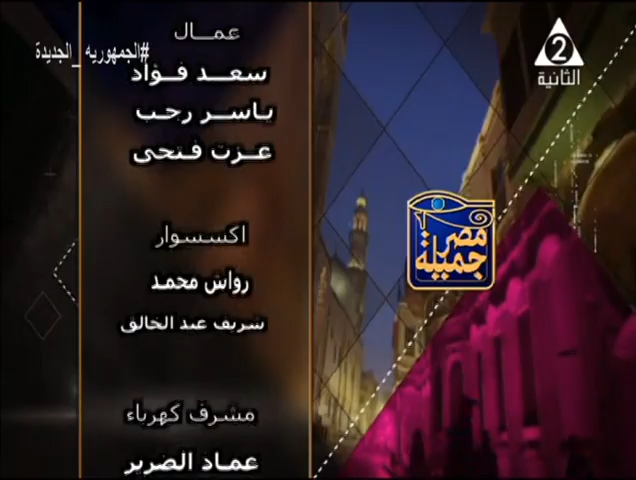 عمال
#الجمهوريه_الجديدة
سعد فؤاد
ياسر رحب
عزت فتحى
اكسسوار
رواش محمد
شريف عبد الخالق
مشرف كهرباء
عماد الضرير
2
الثانية
مصر
جميلة